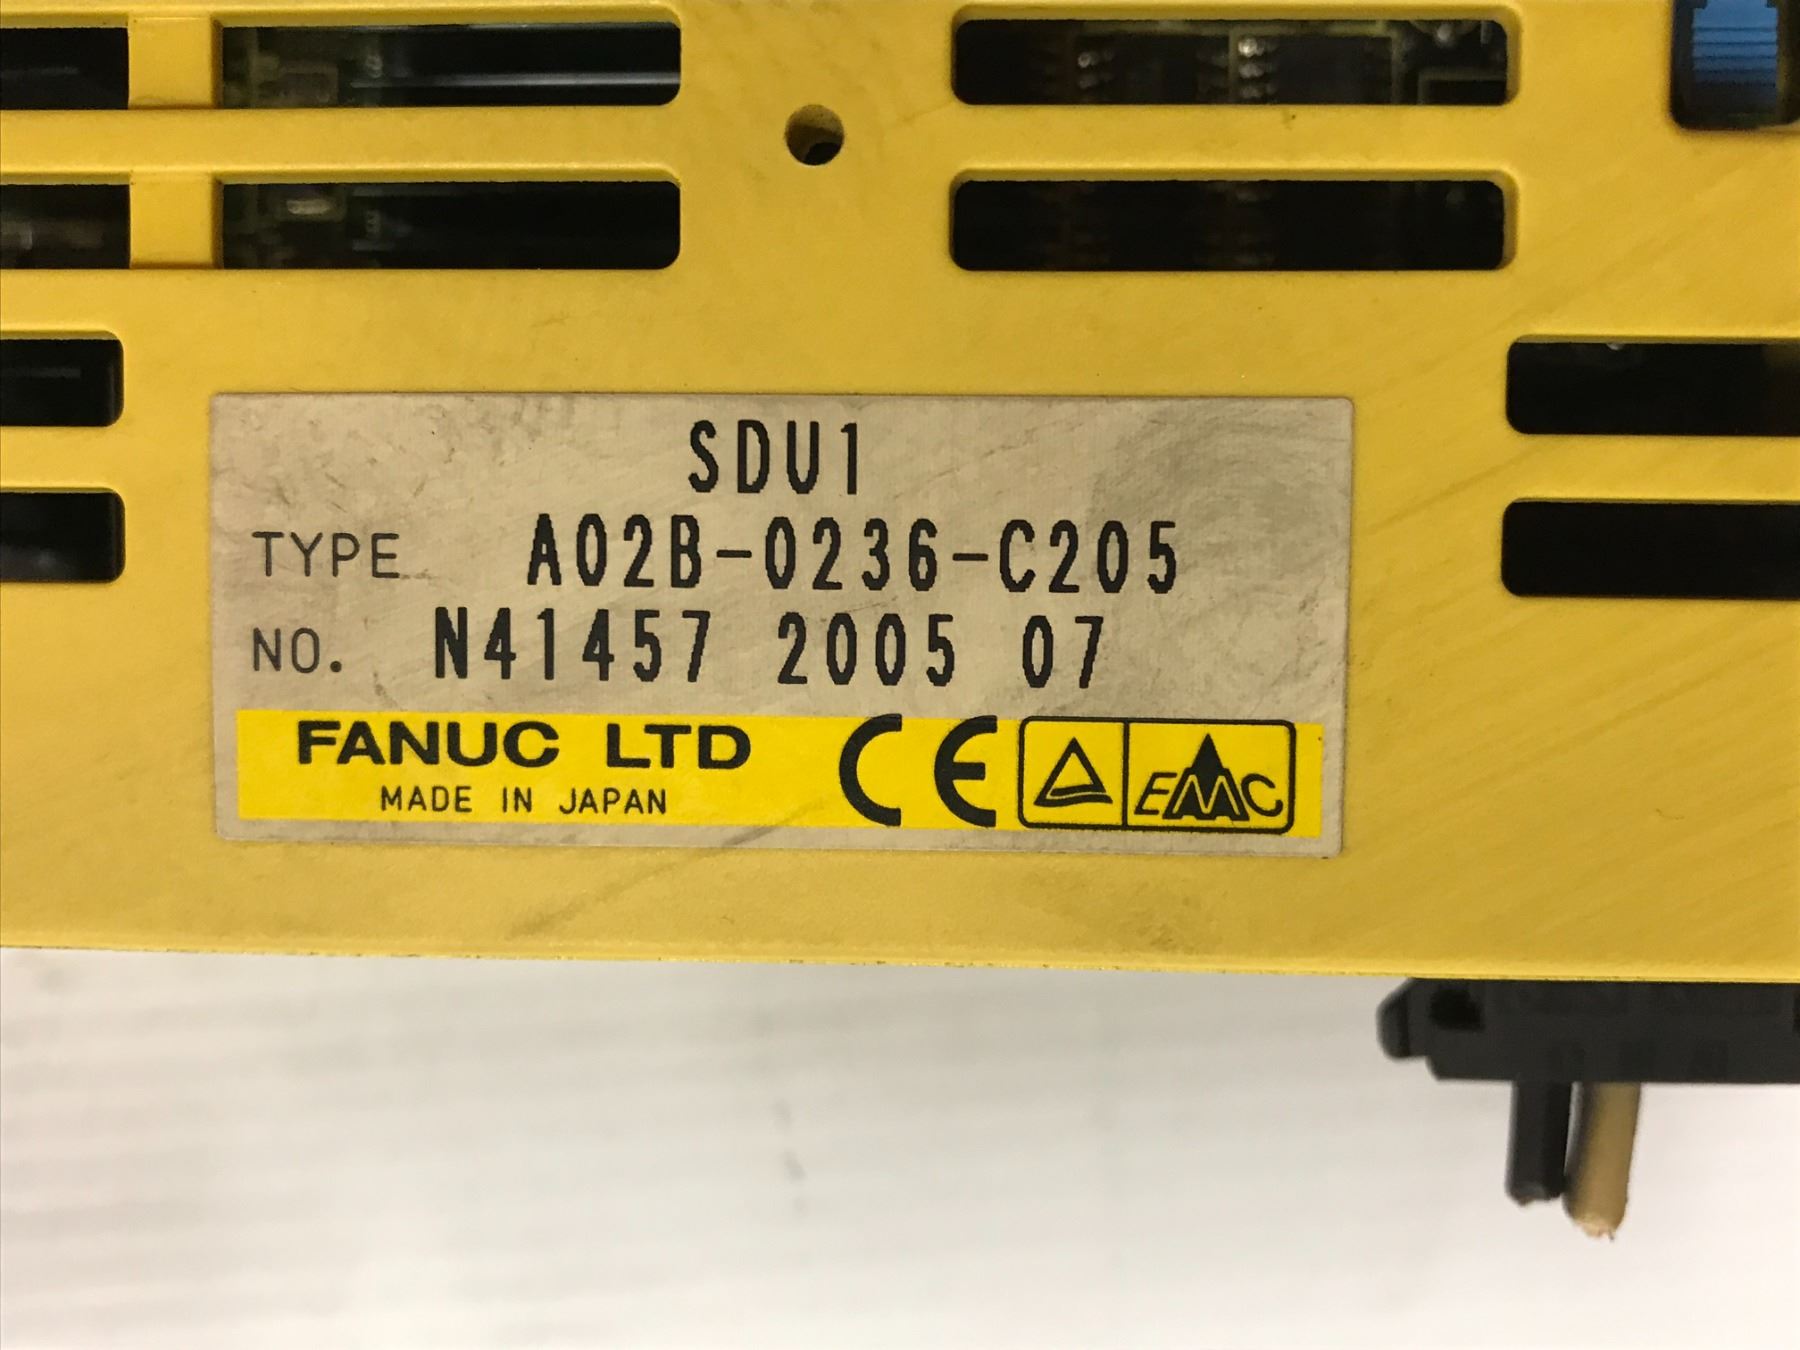 SDU1
TYPE A02B-0236-C205
NO. N41457 2005 07
FANUC LTD
MADE IN JAPAN
CE
EMC